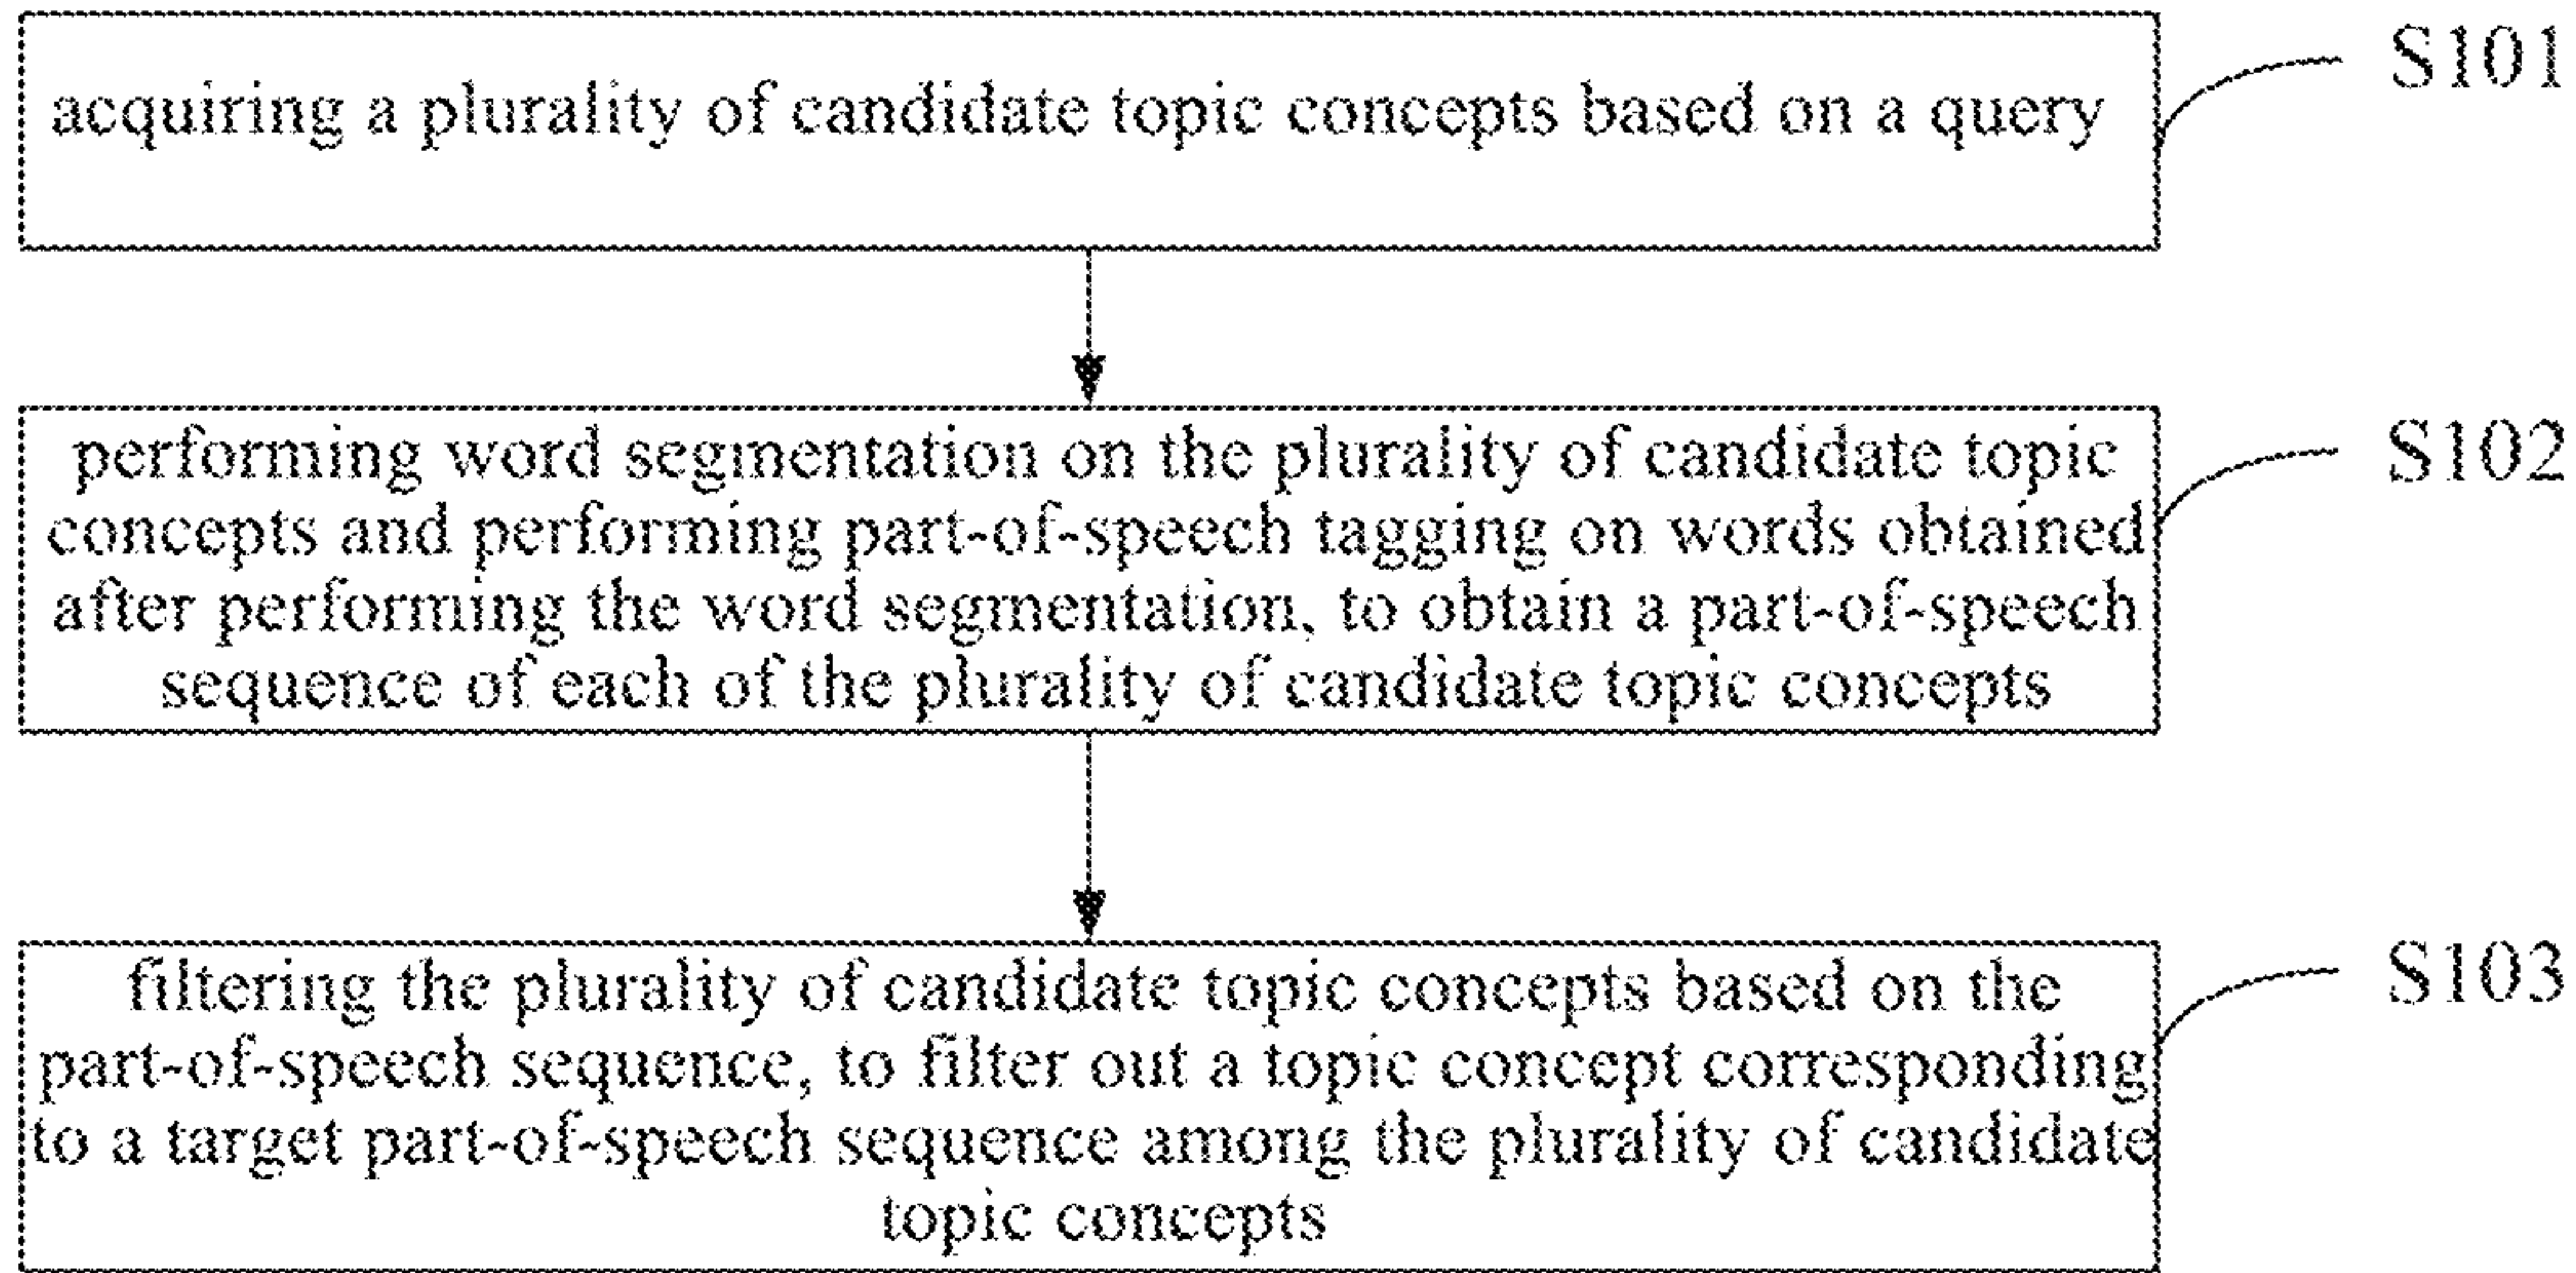 acquiring a plurality of candidate topic concepts based on a query
S101
performing word segmentation on the plurality of candidate topic
concepts and performing part-of-speech tagging on words obtained
after performing the word segmentation, to obtain a part-of-speech
sequence of each of the plurality of candidate topic concepts
S102
filtering the plurality of candidate topic concepts based on the
part-of-speech sequence, to filter out a topic concept corresponding
to a target part-of-speech sequence among the plurality of candidate
topic concepts
S103